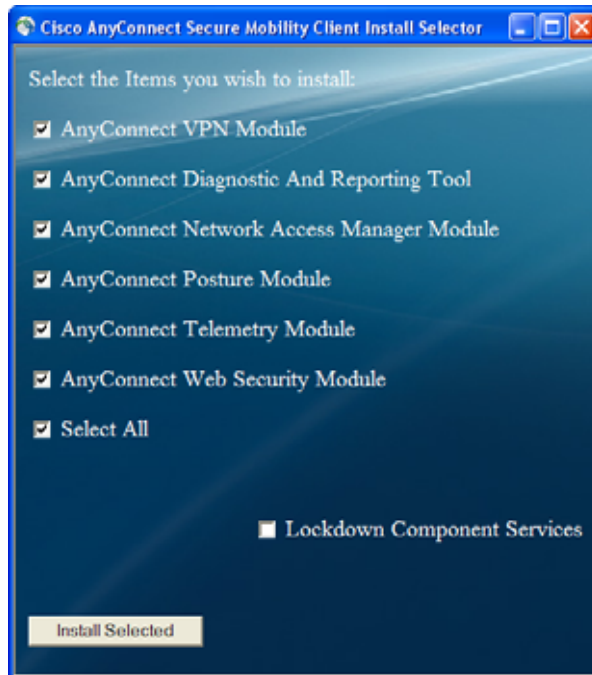 Cisco AnyConnect Secure Mobility Client Install Selector
Select the Items you wish to install:
AnyConnect VPN Module
AnyConnect Diagnostic And Reporting Tool
AnyConnect Network Access Manager Module
AnyConnect Posture Module
AnyConnect Telemetry Module
AnyConnect Web Security Module
Select All
Lockdown Component Services
Install Selected